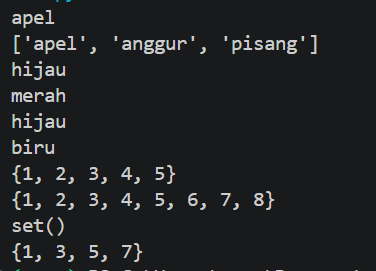 apel
['apel', 'anggur', 'pisang']
hijau
merah
hijau
biru
{1, 2, 3, 4, 5}
{1, 2, 3, 4, 5, 6, 7, 8}
set()
{1, 3, 5, 7}